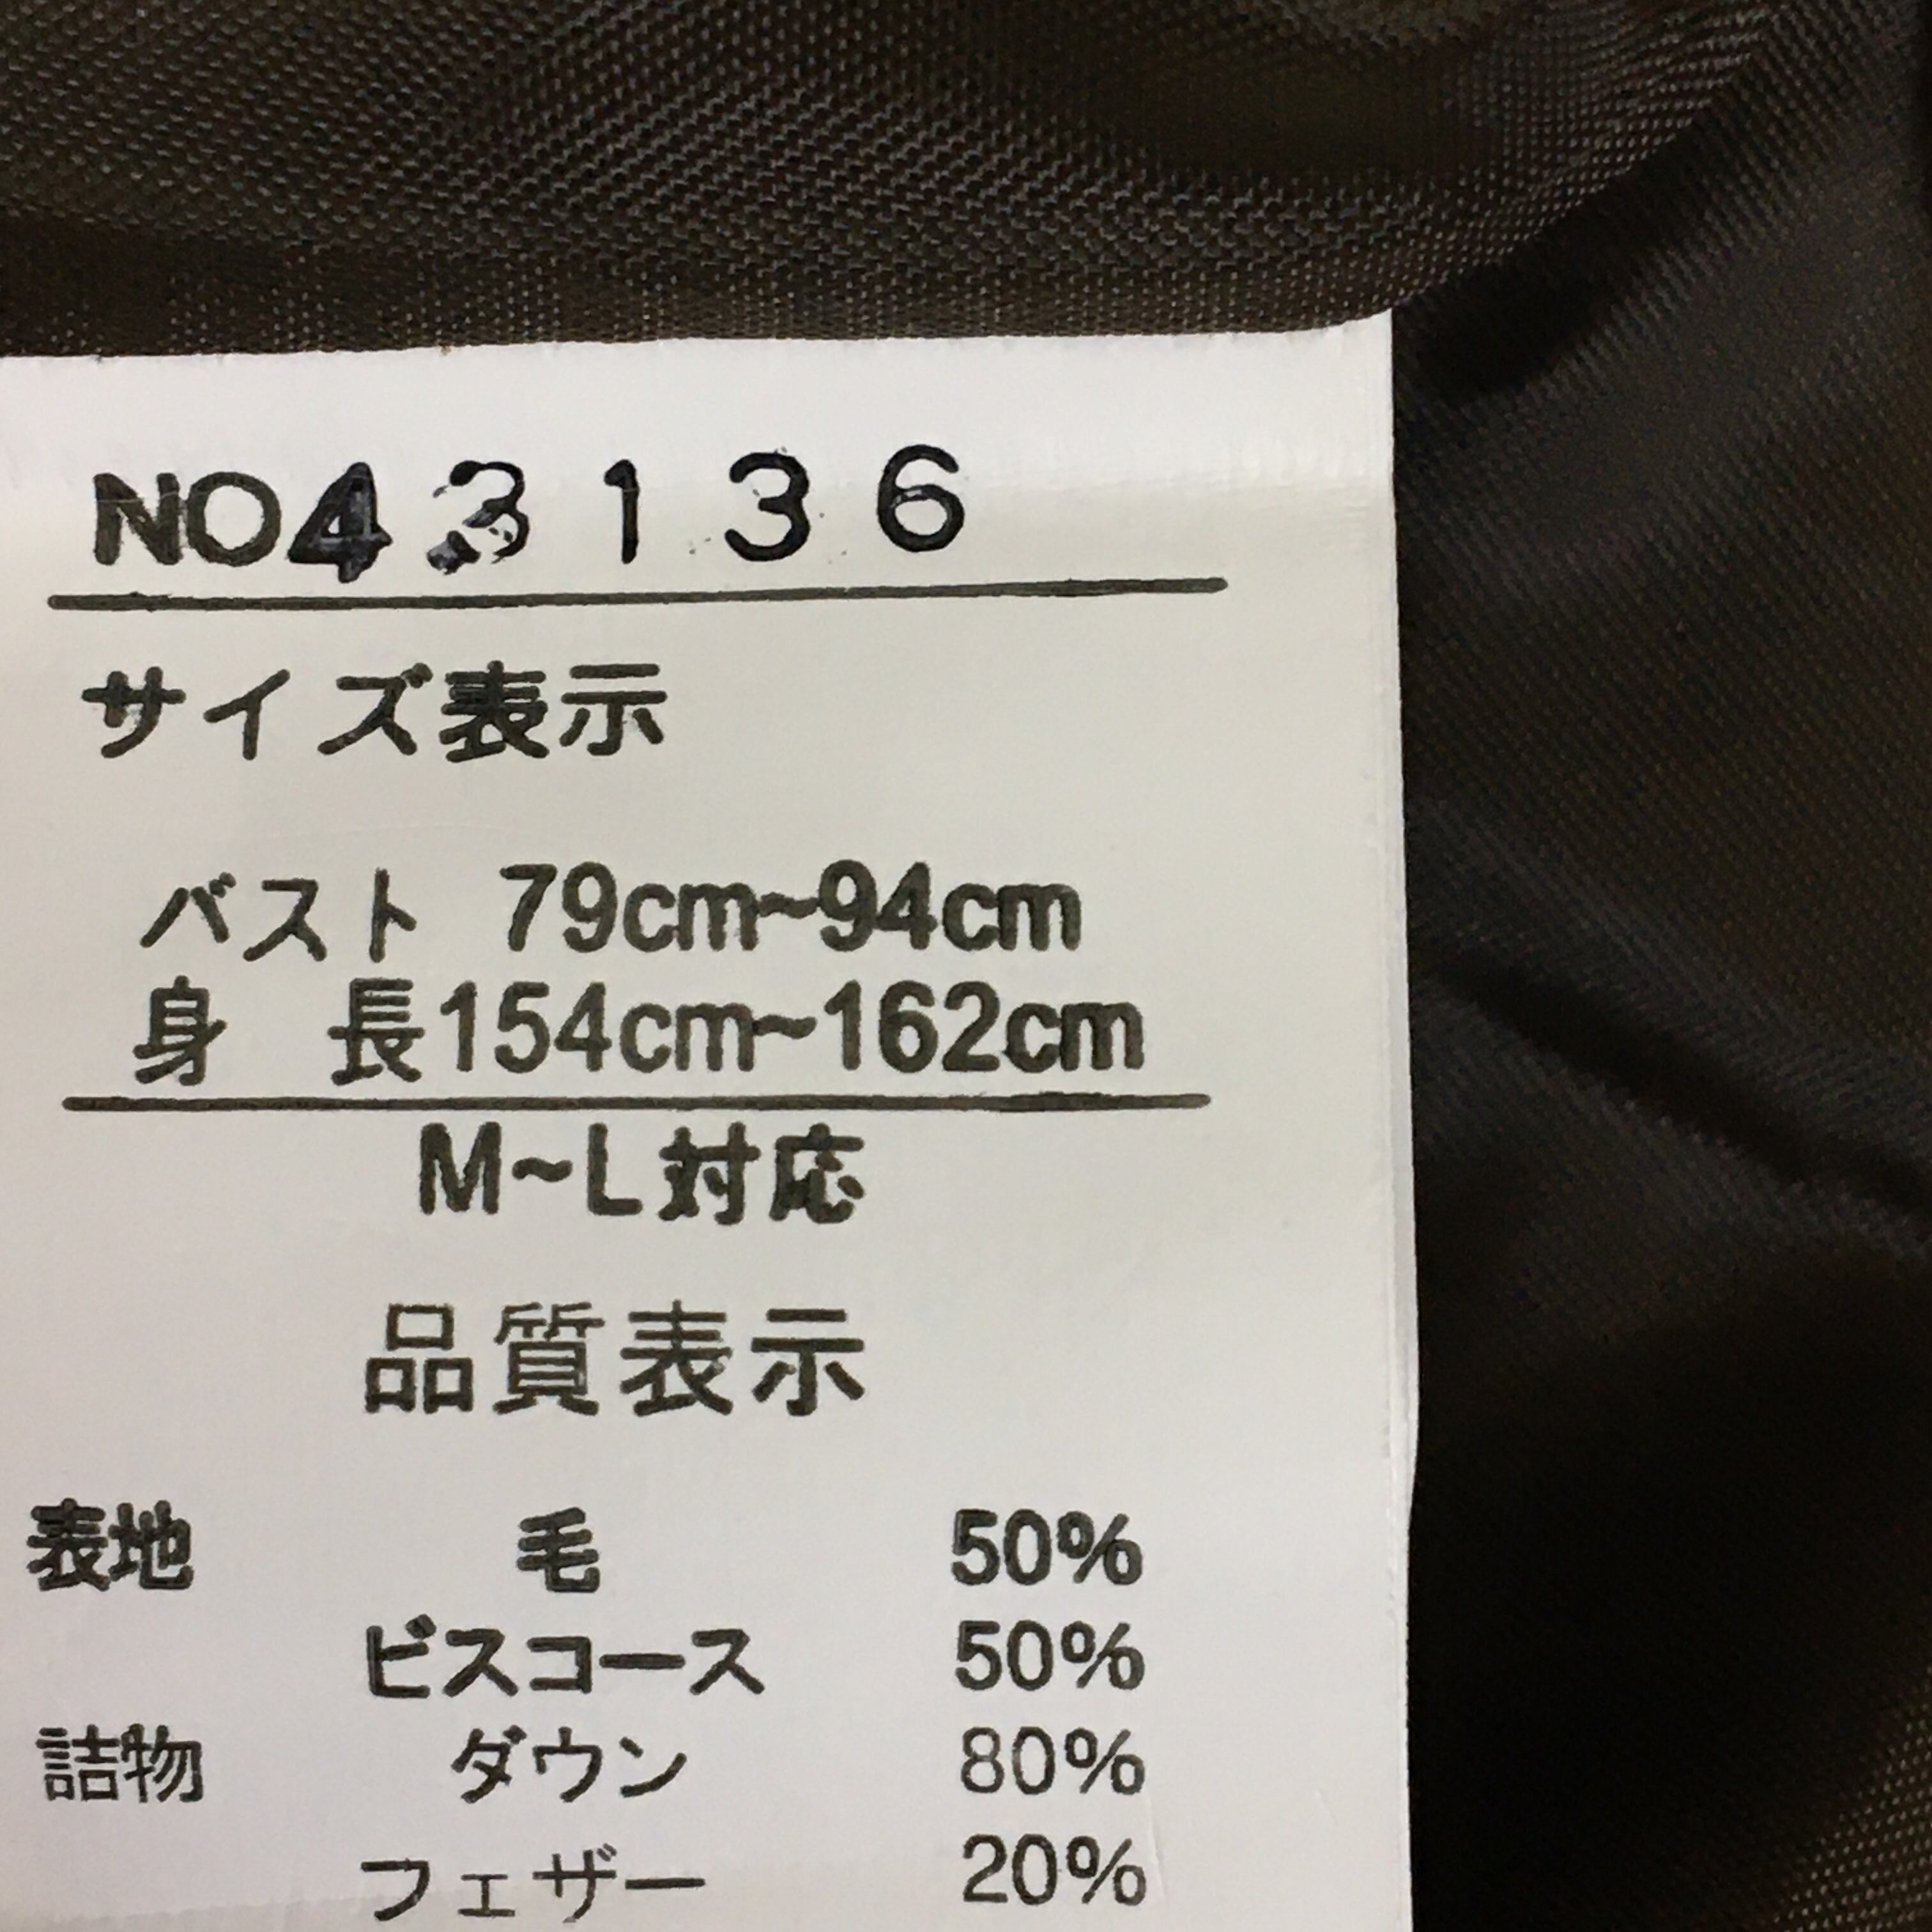 NO43136
サイズ表示
バスト 79cm~94cm
身 長154cm~162cm
M~L対応
品質表示
表地 毛 50%
ビスコース 50%
詰物 ダウン 80%
フェザー 20%